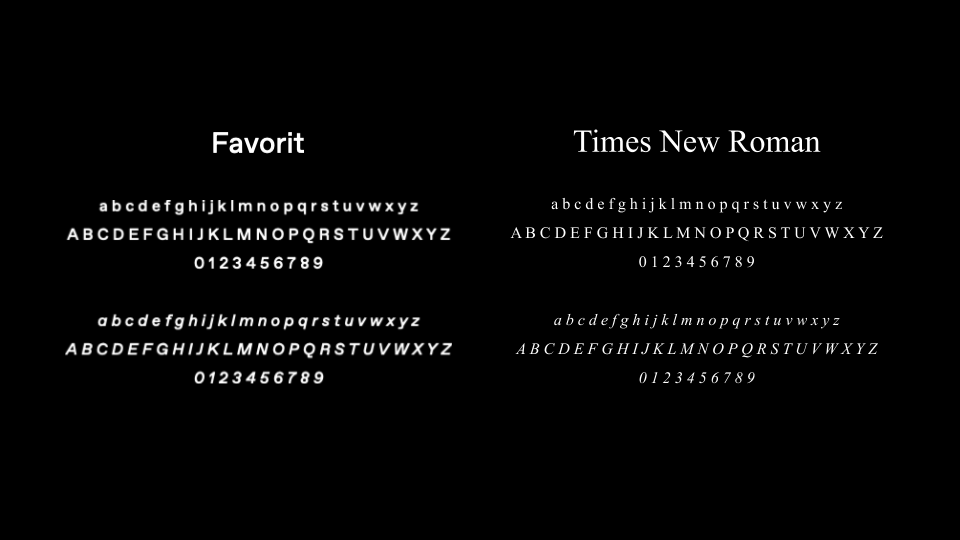 Favorit
a b c d e f g h i j k l m n o p q r s t u v w x y z
A B C D E F G H I J K L M N O P Q R S T U V W X Y Z
0 1 2 3 4 5 6 7 8 9
a b c d e f g h i j k l m n o p q r s t u v w x y z
A B C D E F G H I J K L M N O P Q R S T U V W X Y Z
0 1 2 3 4 5 6 7 8 9
Times New Roman
a b c d e f g h i j k l m n o p q r s t u v w x y z
A B C D E F G H I J K L M N O P Q R S T U V W X Y Z
0 1 2 3 4 5 6 7 8 9
a b c d e f g h i j k l m n o p q r s t u v w x y z
A B C D E F G H I J K L M N O P Q R S T U V W X Y Z
0 1 2 3 4 5 6 7 8 9